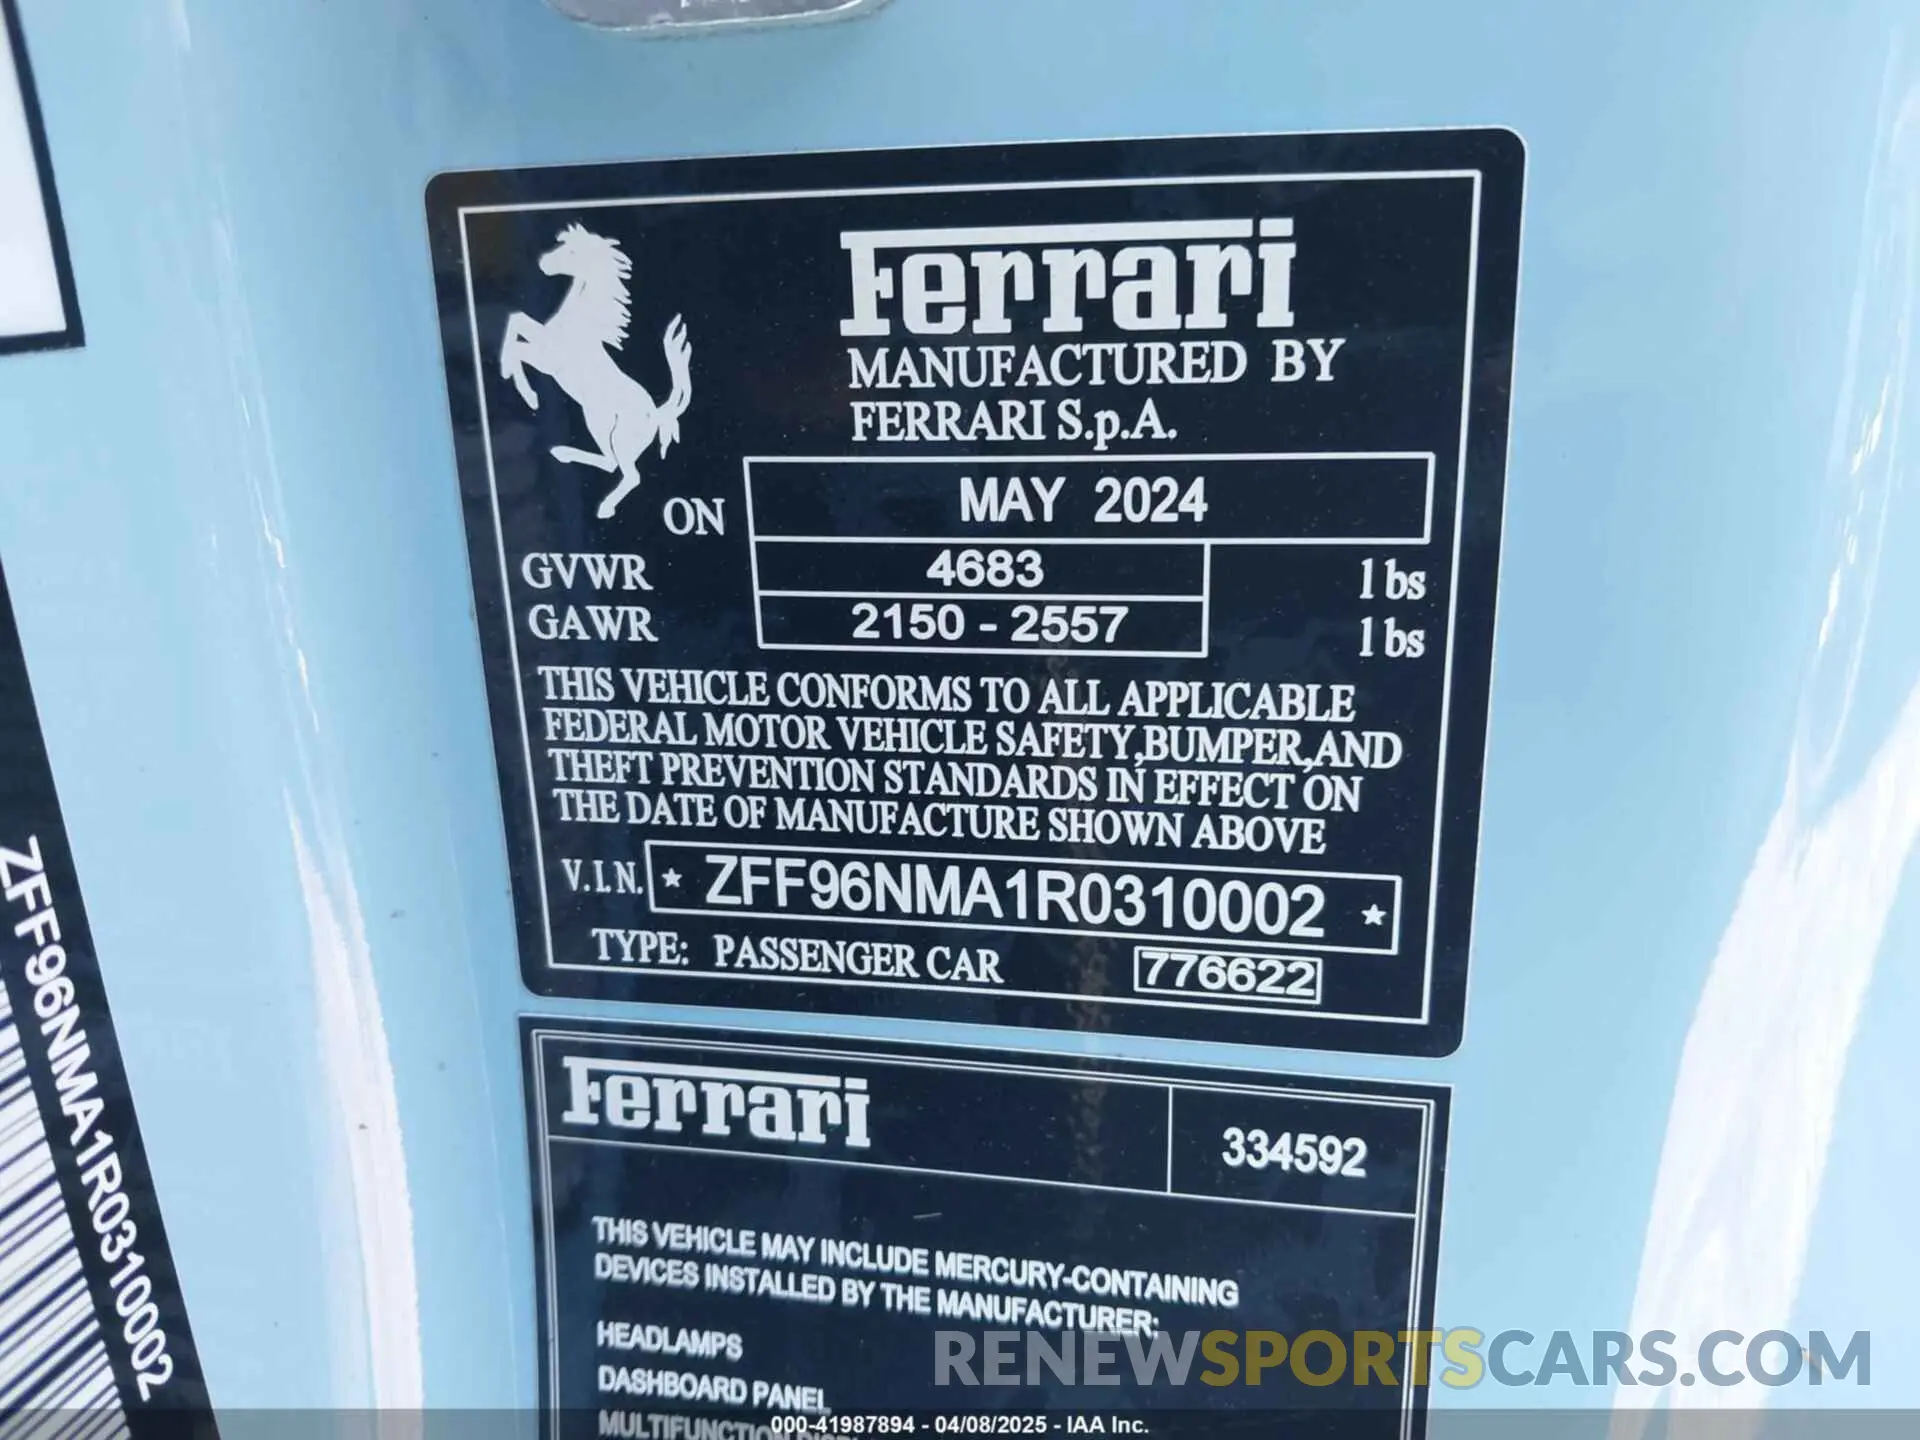 Ferrari
MANUFACTURED BY
FERRARI S.p.A.
ON MAY 2024
GVWR 4683 lbs
GAWR 2150 - 2557 lbs
THIS VEHICLE CONFORMS TO ALL APPLICABLE
FEDERAL MOTOR VEHICLE SAFETY,BUMPER,AND
THEFT PREVENTION STANDARDS IN EFFECT ON
THE DATE OF MANUFACTURE SHOWN ABOVE
V.I.N. * ZFF96NMA1R0310002 *
TYPE: PASSENGER CAR 776622
Ferrari 334592
THIS VEHICLE MAY INCLUDE MERCURY-CONTAINING
DEVICES INSTALLED BY THE MANUFACTURER:
HEADLAMPS
DASHBOARD PANEL
ZFF96NMA1R0310002
RENEWSPORTSCARS.COM
000-41987894 - 04/08/2025 - IAA Inc.